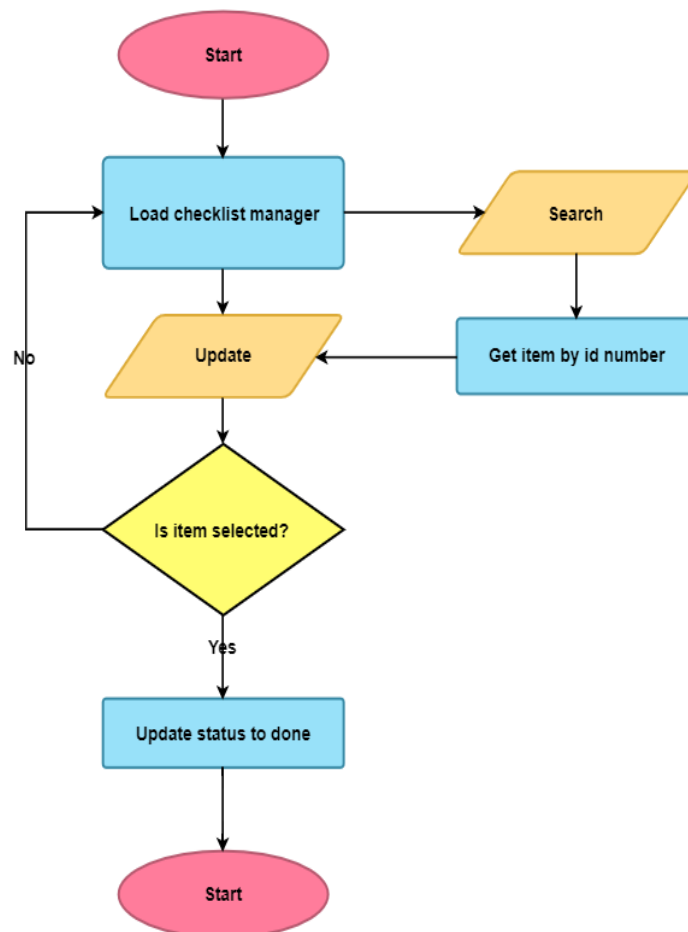 Start
Load checklist manager
Search
Update
Get item by id number
No
Is item selected?
Yes
Update status to done
Start